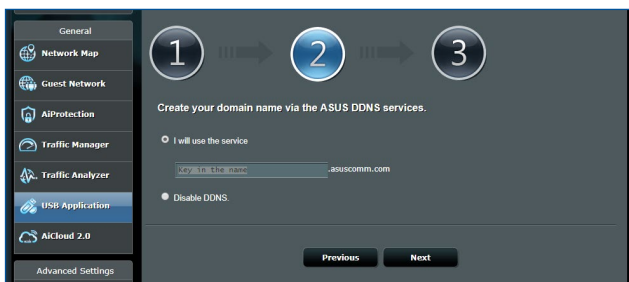 General
Network Map
Guest Network
AiProtection
Traffic Manager
Traffic Analyzer
USB Application
AiCloud 2.0
Advanced Settings
1
2
3
Create your domain name via the ASUS DDNS services.
I will use the service
key in the name
.asuscomm.com
Disable DDNS.
Previous
Next